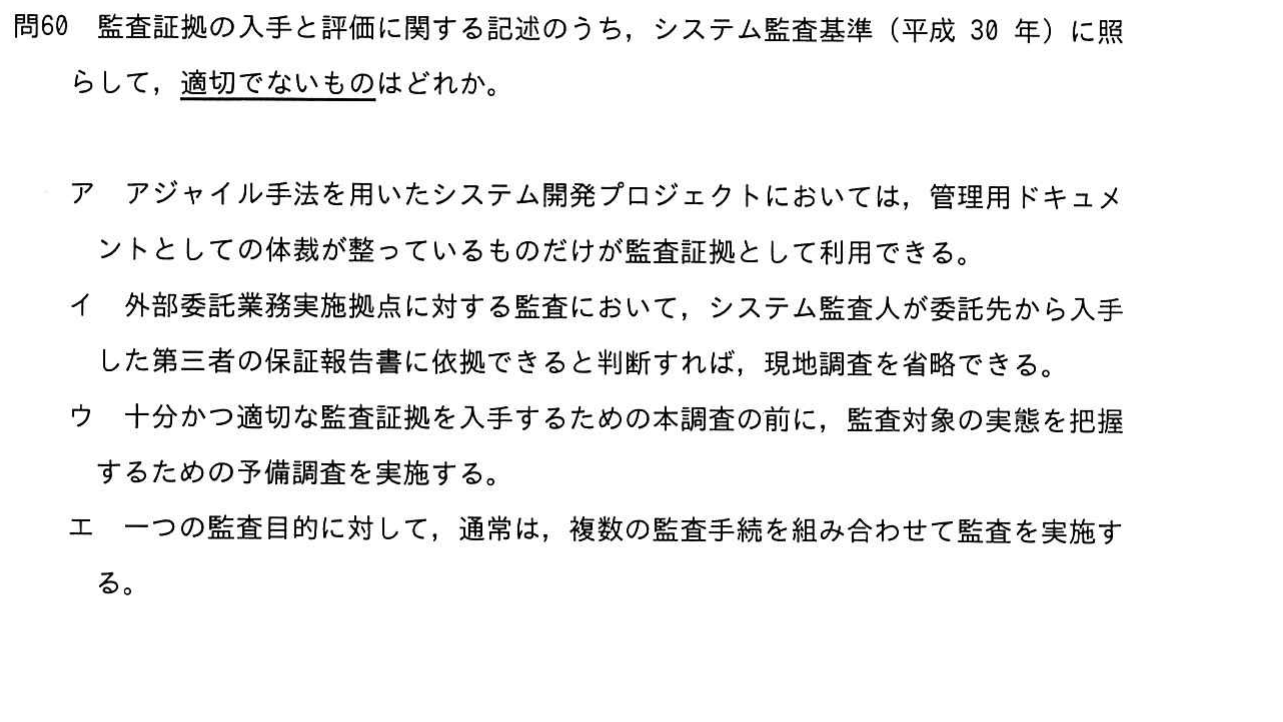 問60 監査証拠の入手と評価に関する記述のうち，システム監査基準（平成 30 年）に照
らして，適切でないものはどれか。
ア アジャイル手法を用いたシステム開発プロジェクトにおいては，管理用ドキュメ
ントとしての体裁が整っているものだけが監査証拠として利用できる。
イ 外部委託業務実施拠点に対する監査において，システム監査人が委託先から入手
した第三者の保証報告書に依拠できると判断すれば，現地調査を省略できる。
ウ 十分かつ適切な監査証拠を入手するための本調査の前に，監査対象の実態を把握
するための予備調査を実施する。
エ 一つの監査目的に対して，通常は，複数の監査手続を組み合わせて監査を実施す
る。